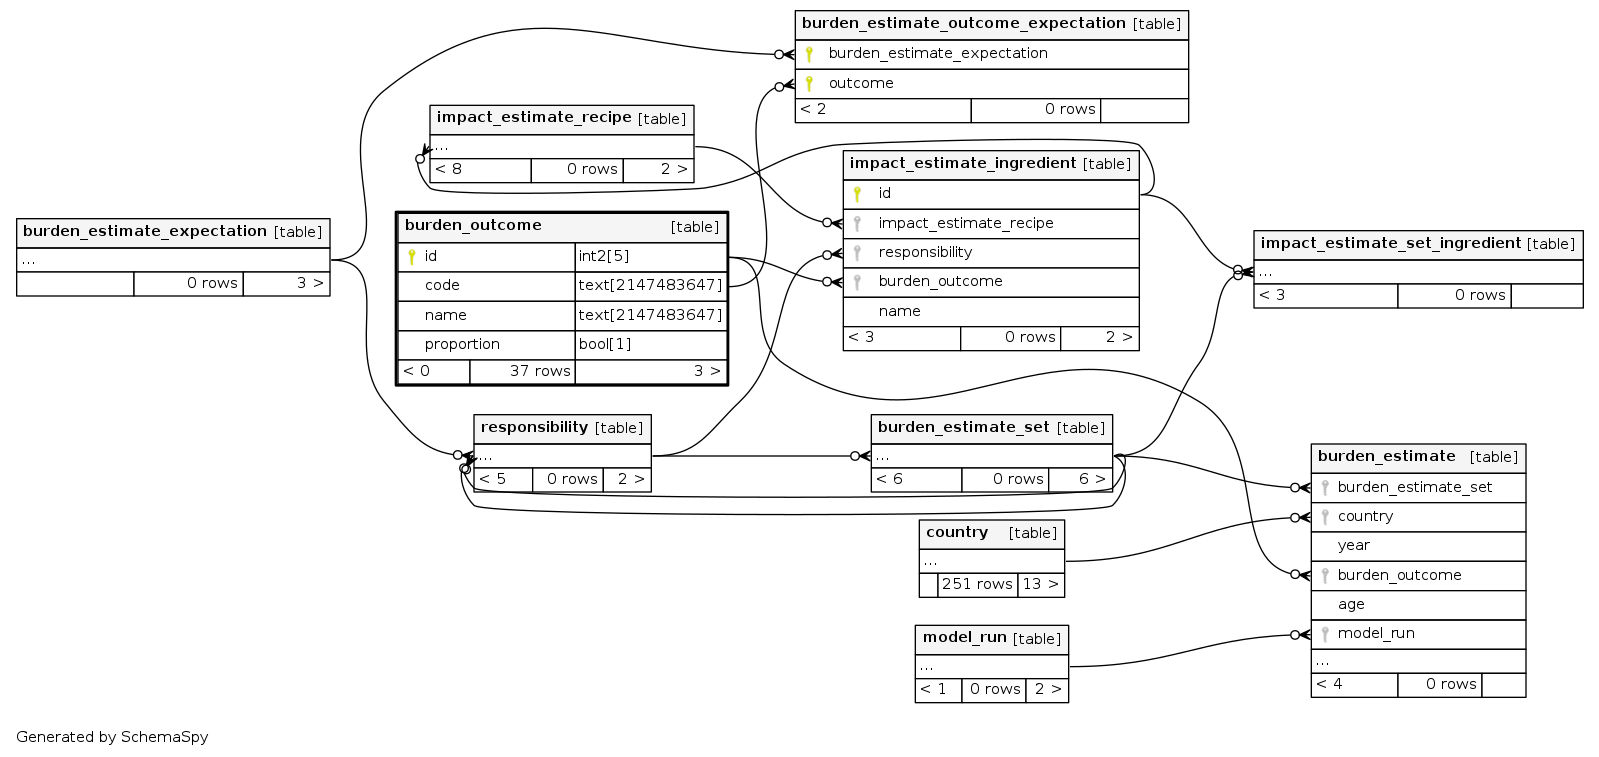 burden_estimate_outcome_expectation [table]
burden_estimate_expectation
outcome
< 2 0 rows
impact_estimate_recipe [table]
...
< 8 0 rows 2 >
impact_estimate_ingredient [table]
id
impact_estimate_recipe
responsibility
burden_outcome
name
< 3 0 rows 2 >
burden_estimate_expectation [table]
...
0 rows 3 >
burden_outcome [table]
id int2[5]
code text[2147483647]
name text[2147483647]
proportion bool[1]
< 0 37 rows 3 >
impact_estimate_set_ingredient [table]
...
< 3 0 rows
responsibility [table]
...
< 5 0 rows 2 >
burden_estimate_set [table]
...
< 6 0 rows 6 >
burden_estimate [table]
burden_estimate_set
country
year
burden_outcome
age
model_run
...
< 4 0 rows
country [table]
...
251 rows 13 >
model_run [table]
...
< 1 0 rows 2 >
Generated by SchemaSpy